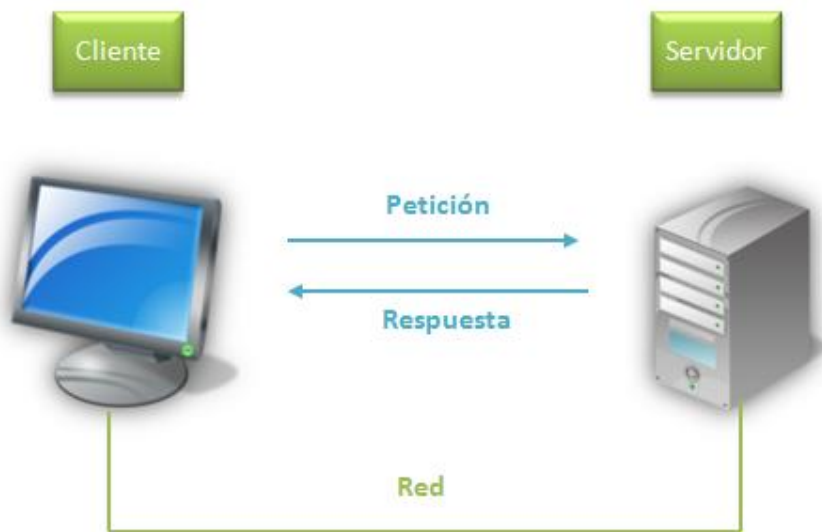 Cliente
Servidor
Petición
Respuesta
Red